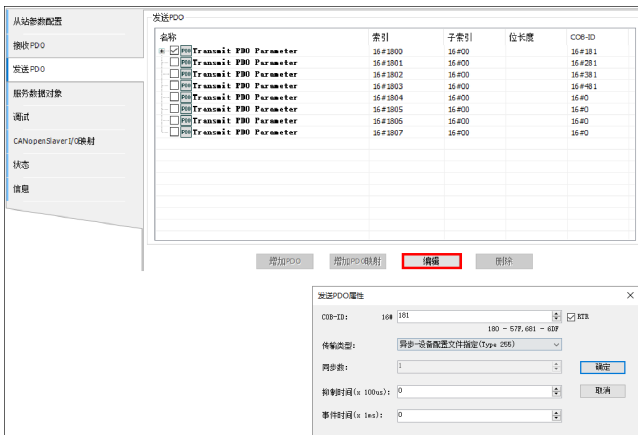 从站参数配置
接收PDO
发送PDO
服务数据对象
调试
CANopenSlaver I/O映射
状态
信息
发送PDO
名称 索引 子索引 位长度 COB-ID
PDO Transmit PDO Parameter 16#1800 16#00 16#181
PDO Transmit PDO Parameter 16#1801 16#00 16#281
PDO Transmit PDO Parameter 16#1802 16#00 16#381
PDO Transmit PDO Parameter 16#1803 16#00 16#481
PDO Transmit PDO Parameter 16#1804 16#00 16#0
PDO Transmit PDO Parameter 16#1805 16#00 16#0
PDO Transmit PDO Parameter 16#1806 16#00 16#0
PDO Transmit PDO Parameter 16#1807 16#00 16#0
增加PDO 增加PDO映射 编辑 删除
发送PDO属性
COB-ID: 16# 181 RTR
180 - 57F,681 - 6DF
传输类型: 异步-设备配置文件指定(Type 255)
同步数: 1 确定
抑制时间(x 100us): 0 取消
事件时间(x 1ms): 0